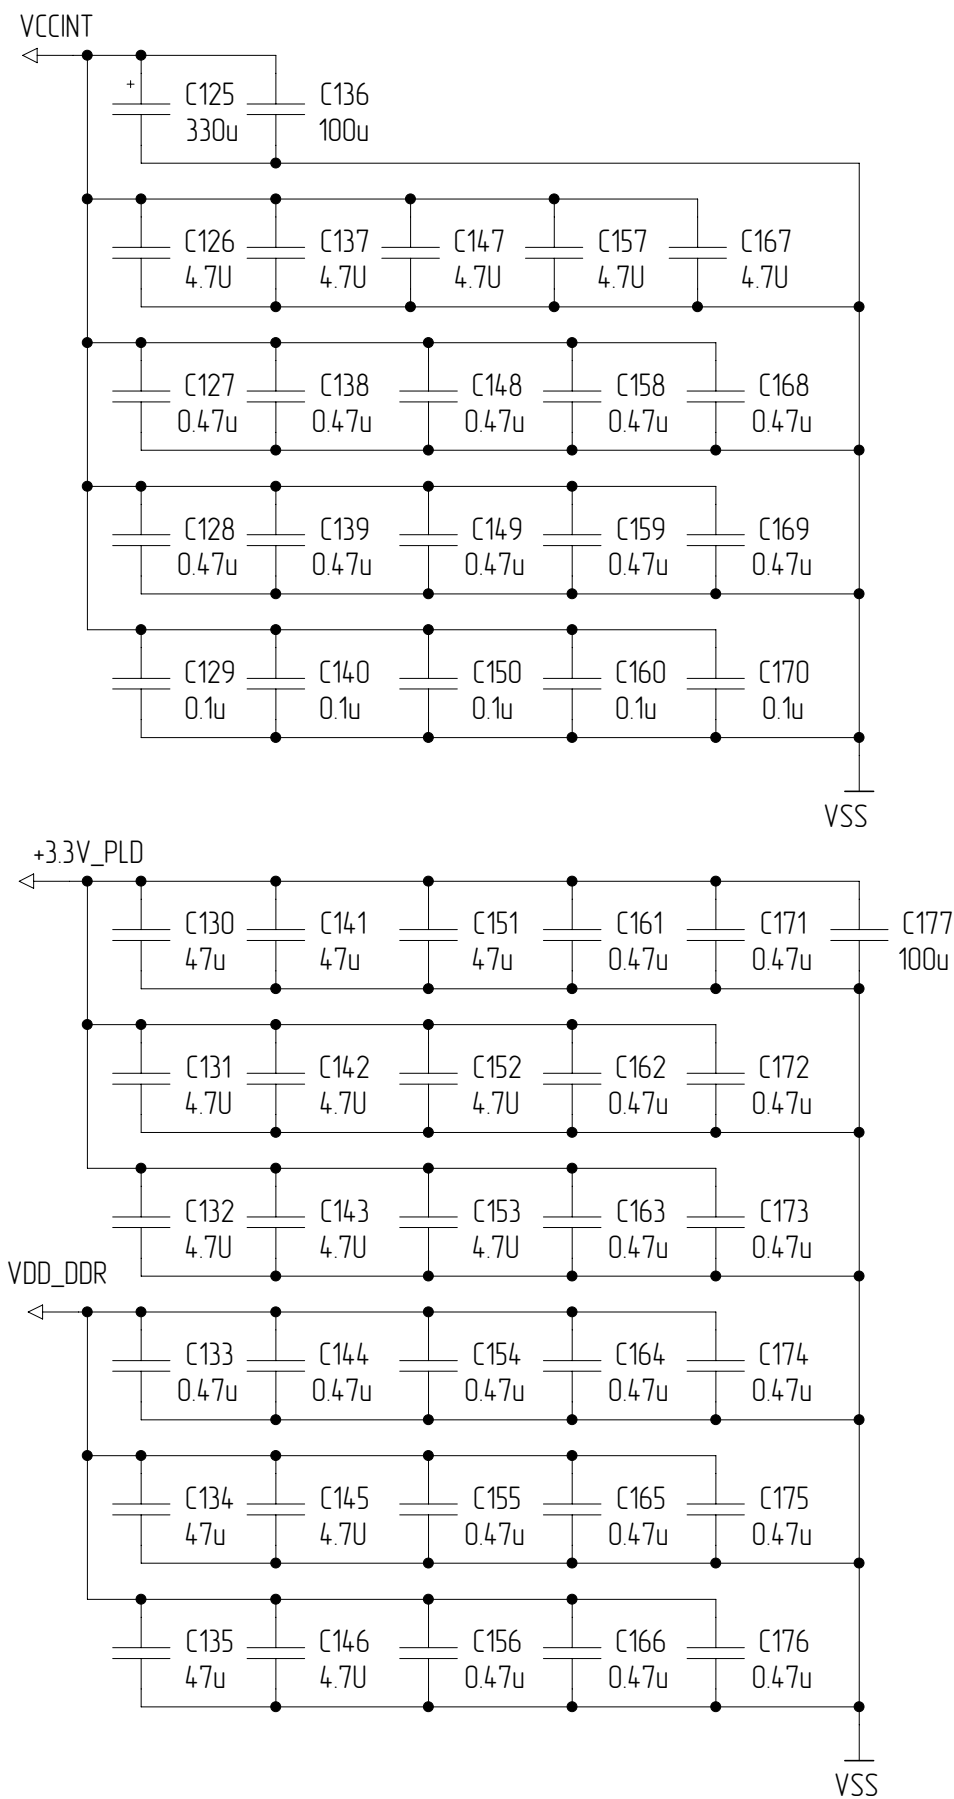 VCCINT
+
C125 C136
330u 100u
C126 C137 C147 C157 C167
4.7U 4.7U 4.7U 4.7U 4.7U
C127 C138 C148 C158 C168
0.47u 0.47u 0.47u 0.47u 0.47u
C128 C139 C149 C159 C169
0.47u 0.47u 0.47u 0.47u 0.47u
C129 C140 C150 C160 C170
0.1u 0.1u 0.1u 0.1u 0.1u
VSS
+3.3V_PLD
C130 C141 C151 C161 C171 C177
47u 47u 47u 0.47u 0.47u 100u
C131 C142 C152 C162 C172
4.7U 4.7U 4.7U 0.47u 0.47u
C132 C143 C153 C163 C173
4.7U 4.7U 4.7U 0.47u 0.47u
VDD_DDR
C133 C144 C154 C164 C174
0.47u 0.47u 0.47u 0.47u 0.47u
C134 C145 C155 C165 C175
47u 4.7U 0.47u 0.47u 0.47u
C135 C146 C156 C166 C176
47u 4.7U 0.47u 0.47u 0.47u
VSS